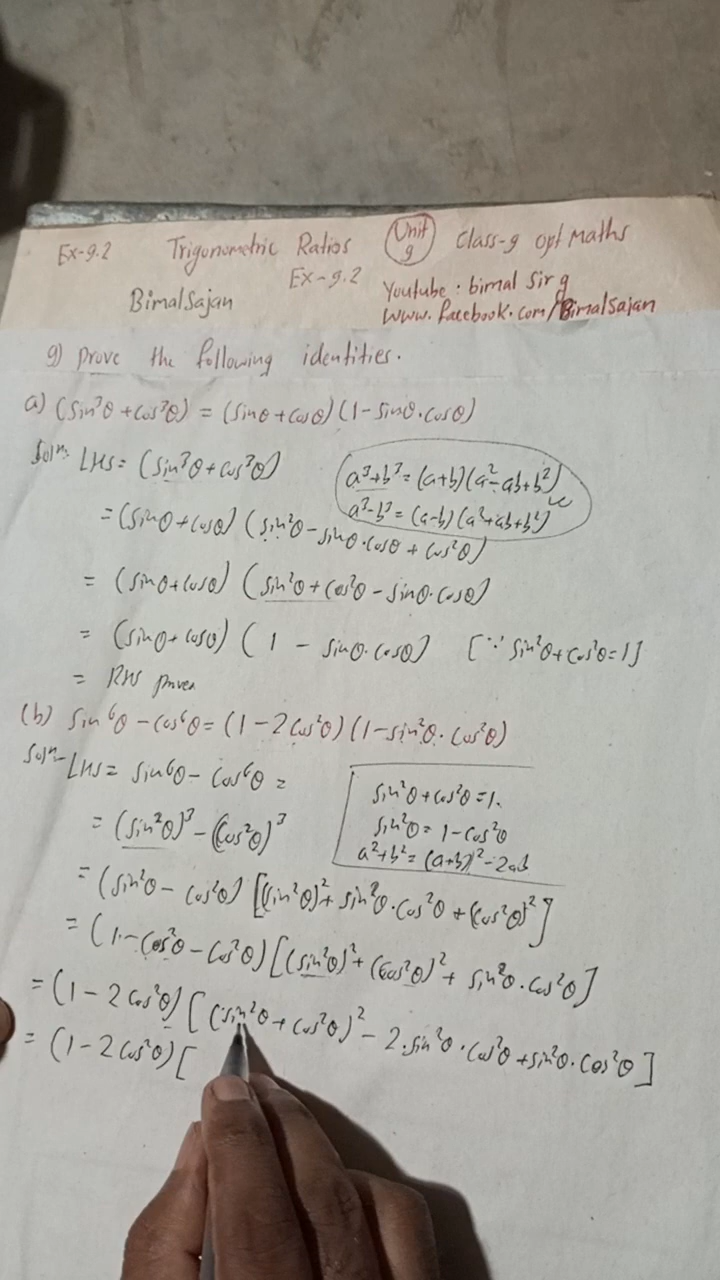 Ex-9.2 Trigonometric Ratios Unit 9 Class-9 opt Maths
Ex-9.2
BimalSajan Youtube : bimal Sir g
www.facebook.com/BimalSajan
9) prove the following identities.
a) (sin³θ + cos³θ) = (sinθ + cosθ) (1 - sinθ.cosθ)
Solⁿ: LHS = (sin³θ + cos³θ)
a³+b³ = (a+b)(a²-ab+b²)
a³-b³ = (a-b)(a²+ab+b²)
= (sinθ + cosθ) (sin²θ - sinθ.cosθ + cos²θ)
= (sinθ + cosθ) (sin²θ + cos²θ - sinθ.cosθ)
= (sinθ + cosθ) (1 - sinθ.cosθ) [∵ sin²θ + cos²θ = 1]
= RHS proven
(b) sin⁶θ - cos⁶θ = (1 - 2cos²θ) (1 - sin²θ. cos²θ)
Solⁿ- LHS = sin⁶θ - cos⁶θ =
sin²θ + cos²θ = 1.
sin²θ = 1 - cos²θ
a²+b² = (a+b)² - 2ab
= (sin²θ)³ - (cos²θ)³
= (sin²θ - cos²θ) [(sin²θ)² + sin²θ.cos²θ + (cos²θ)²]
= (1 - cos²θ - cos²θ) [(sin²θ)² + (cos²θ)² + sin²θ.cos²θ]
= (1 - 2cos²θ) [(sin²θ + cos²θ)² - 2.sin²θ.cos²θ + sin²θ.cos²θ]
= (1 - 2cos²θ) [